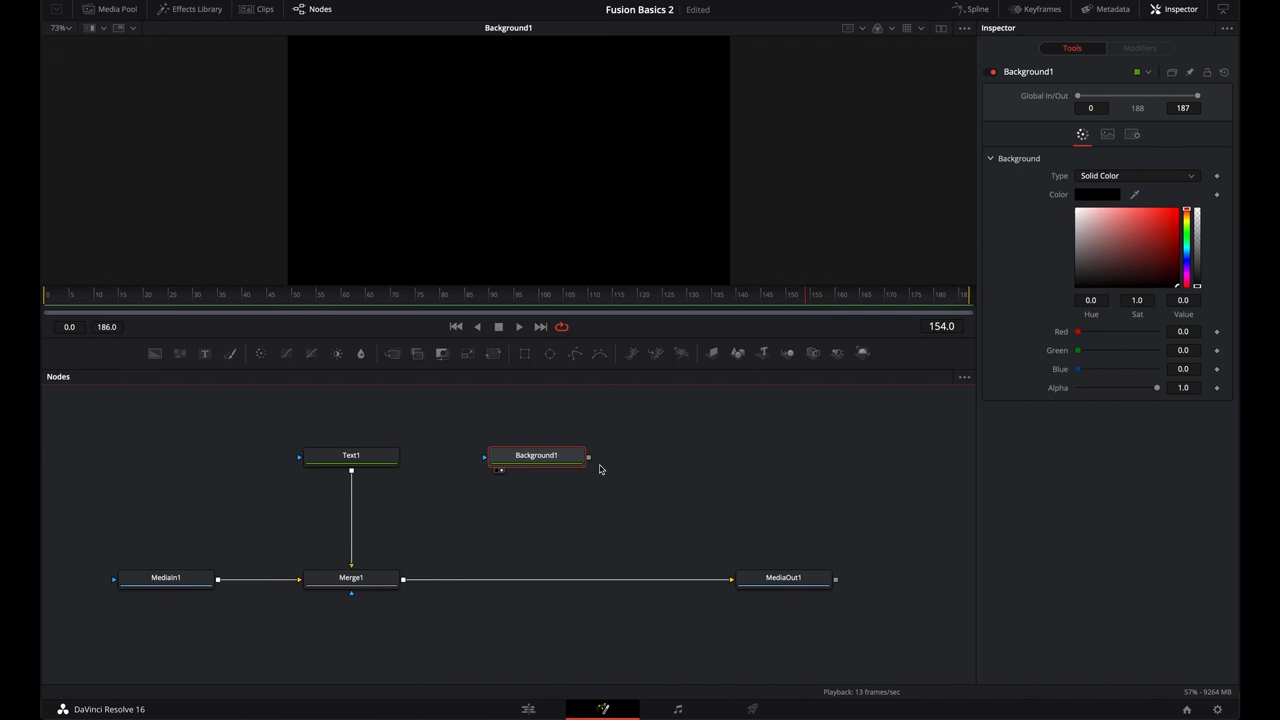 Media Pool Effects Library Clips Nodes Fusion Basics 2 Edited Spline Keyframes Metadata Inspector
73% Background1 Inspector
Tools Modifiers
Background1
Global In/Out
0 188 187
Background
Type Solid Color
Color
0 5 10 15 20 25 30 35 40 45 50 55 60 65 70 75 80 85 90 95 100 105 110 115 120 125 130 135 140 145 150 155 160 165 170 175 180
0.0 1.0 0.0
Hue Sat Value
0.0 186.0 154.0
Red 0.0
Green 0.0
Blue 0.0
Alpha 1.0
Nodes
Text1 Background1
MediaIn1 Merge1 MediaOut1
Playback: 13 frames/sec 57% - 9264 MB
DaVinci Resolve 16